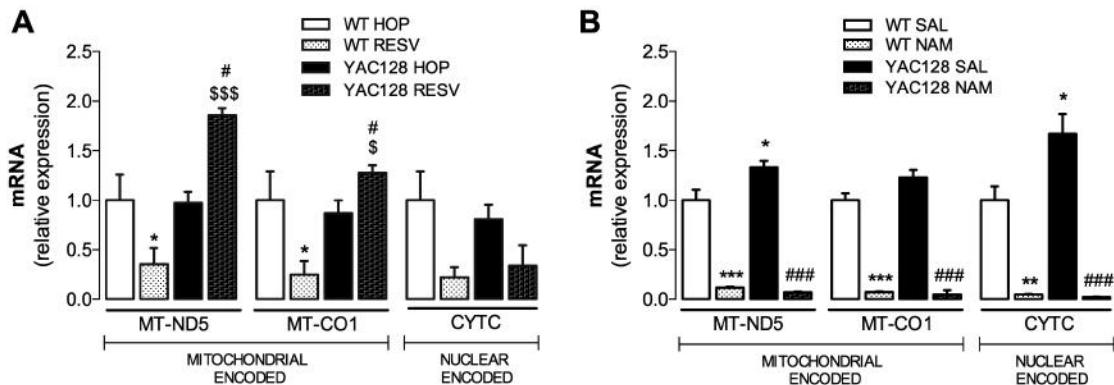 A
WT HOP
WT RESV
YAC128 HOP
YAC128 RESV
mRNA
(relative expression)
2.5
2.0
1.5
1.0
0.5
0.0
*
#
$$$
*
#
$
MT-ND5
MT-CO1
CYTC
MITOCHONDRIAL
ENCODED
NUCLEAR
ENCODED
B
WT SAL
WT NAM
YAC128 SAL
YAC128 NAM
mRNA
(relative expression)
2.5
2.0
1.5
1.0
0.5
0.0
***
*
###
***
###
**
*
###
MT-ND5
MT-CO1
CYTC
MITOCHONDRIAL
ENCODED
NUCLEAR
ENCODED